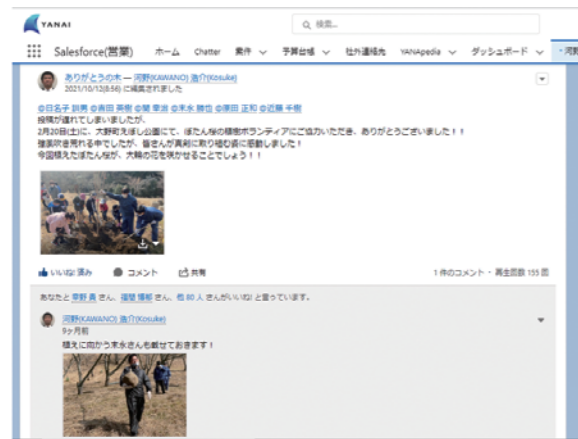 YANAI
検索...
Salesforce(営業) ホーム Chatter 案件 予算台帳 社外連絡先 YANApedia ダッシュボード
ありがとうの木 — 河野(KAWANO) 浩介(Kosuke)
2021/10/12(8:56) に編集されました
@日名子 訓男 @吉田 英樹 @関 章治 @末永 勝也 @原田 正和 @近藤 千樹
投稿が遅れてしまいましたが、
2月20日(土)に、大野町えぼし公園にて、ぼたん桜の植樹ボランティアにご協力いただき、ありがとうございました!!
強風吹き荒れる中でしたが、皆さんが真剣に取り組む姿に感動しました!
今回植えたぼたん桜が、大輪の花を咲かせることでしょう!!
いいね! 済み コメント 共有 1 件のコメント・再生回数 155 回
あなたと さん、 さん、他 80 人 さんがいいね! と言っています。
河野(KAWANO) 浩介(Kosuke)
9ヶ月前
植えに向かう末永さんも載せておきます!